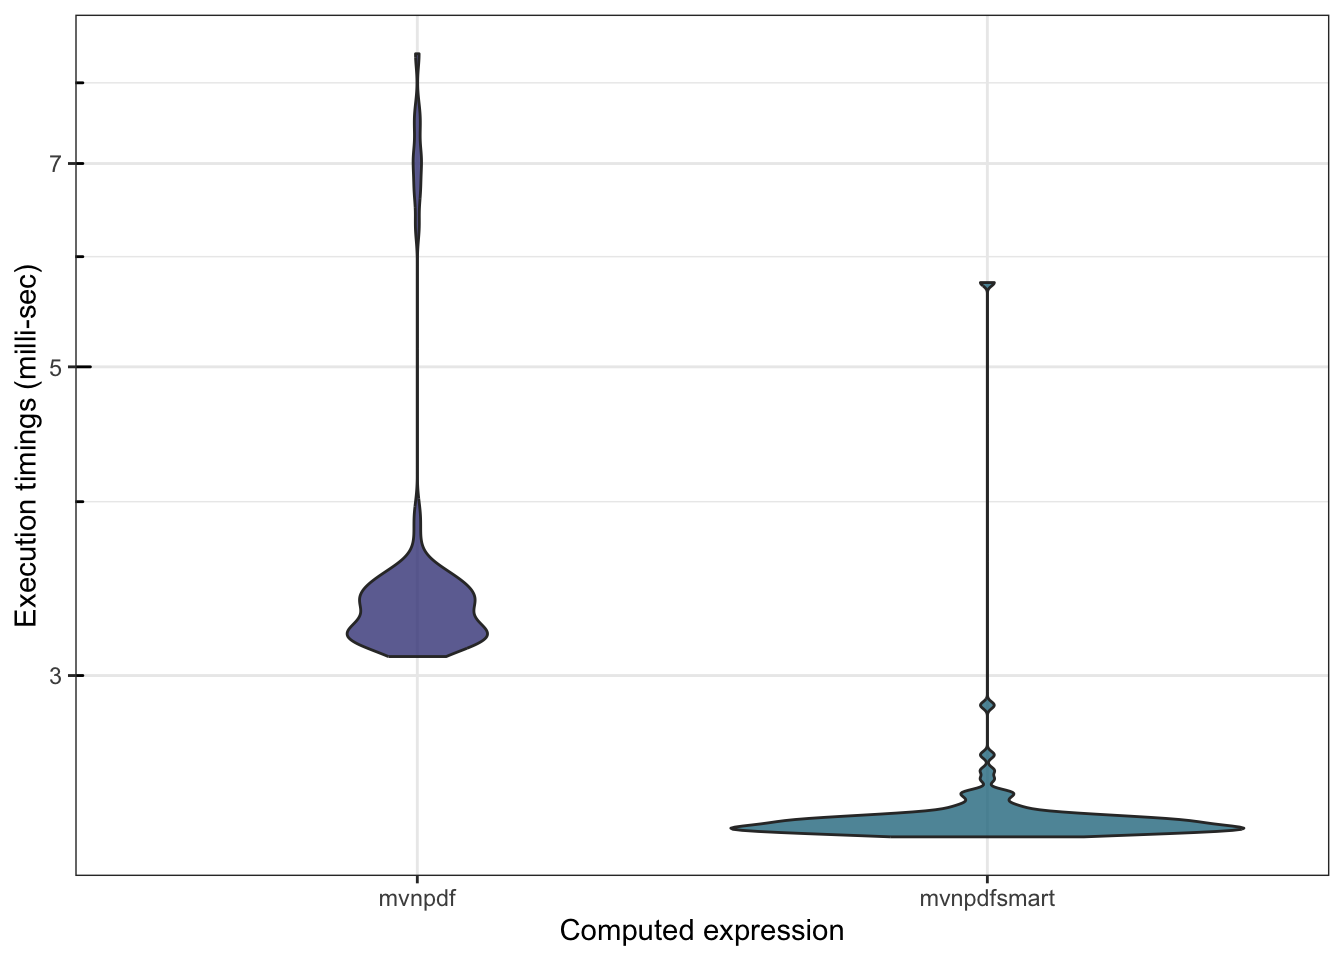 7
5
3
Execution timings (milli-sec)
mvnpdf
mvnpdfsmart
Computed expression